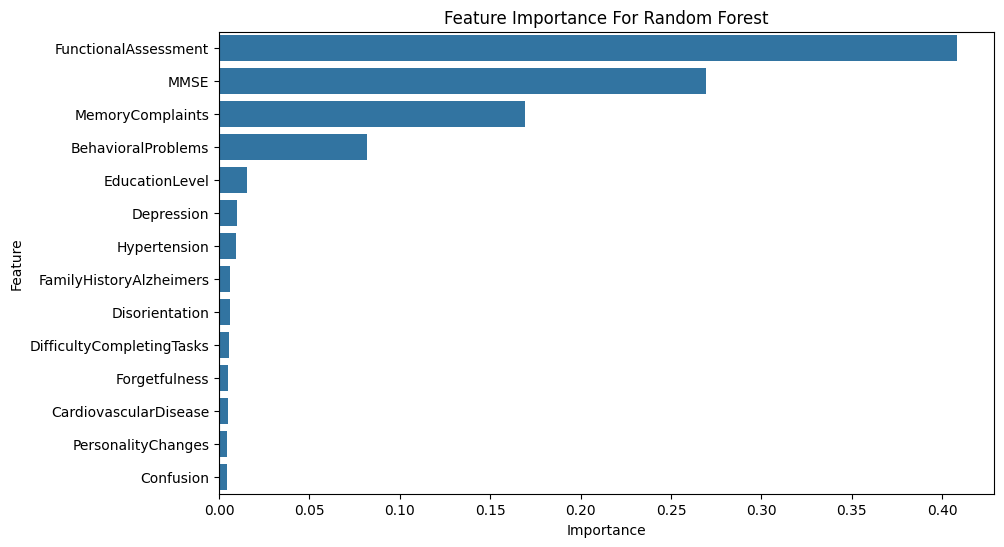 Feature Importance For Random Forest
Feature
FunctionalAssessment
MMSE
MemoryComplaints
BehavioralProblems
EducationLevel
Depression
Hypertension
FamilyHistoryAlzheimers
Disorientation
DifficultyCompletingTasks
Forgetfulness
CardiovascularDisease
PersonalityChanges
Confusion
0.00 0.05 0.10 0.15 0.20 0.25 0.30 0.35 0.40
Importance